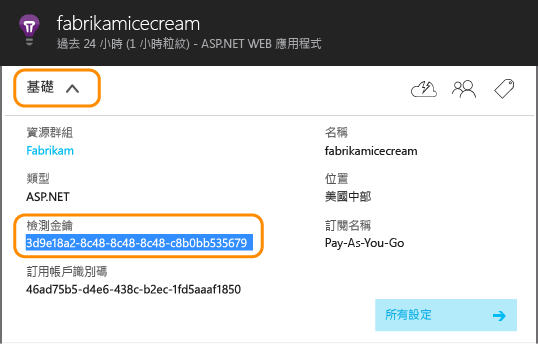 fabrikamicecream
過去 24 小時 (1 小時粒紋) - ASP.NET WEB 應用程式
基礎
資源群組
Fabrikam
名稱
fabrikamicecream
類型
ASP.NET
位置
美國中部
檢測金鑰
3d9e18a2-8c48-8c48-8c48-c8b0bb535679
訂閱名稱
Pay-As-You-Go
訂用帳戶識別碼
46ad75b5-d4e6-438c-b2ec-1fd5aaaf1850
所有設定